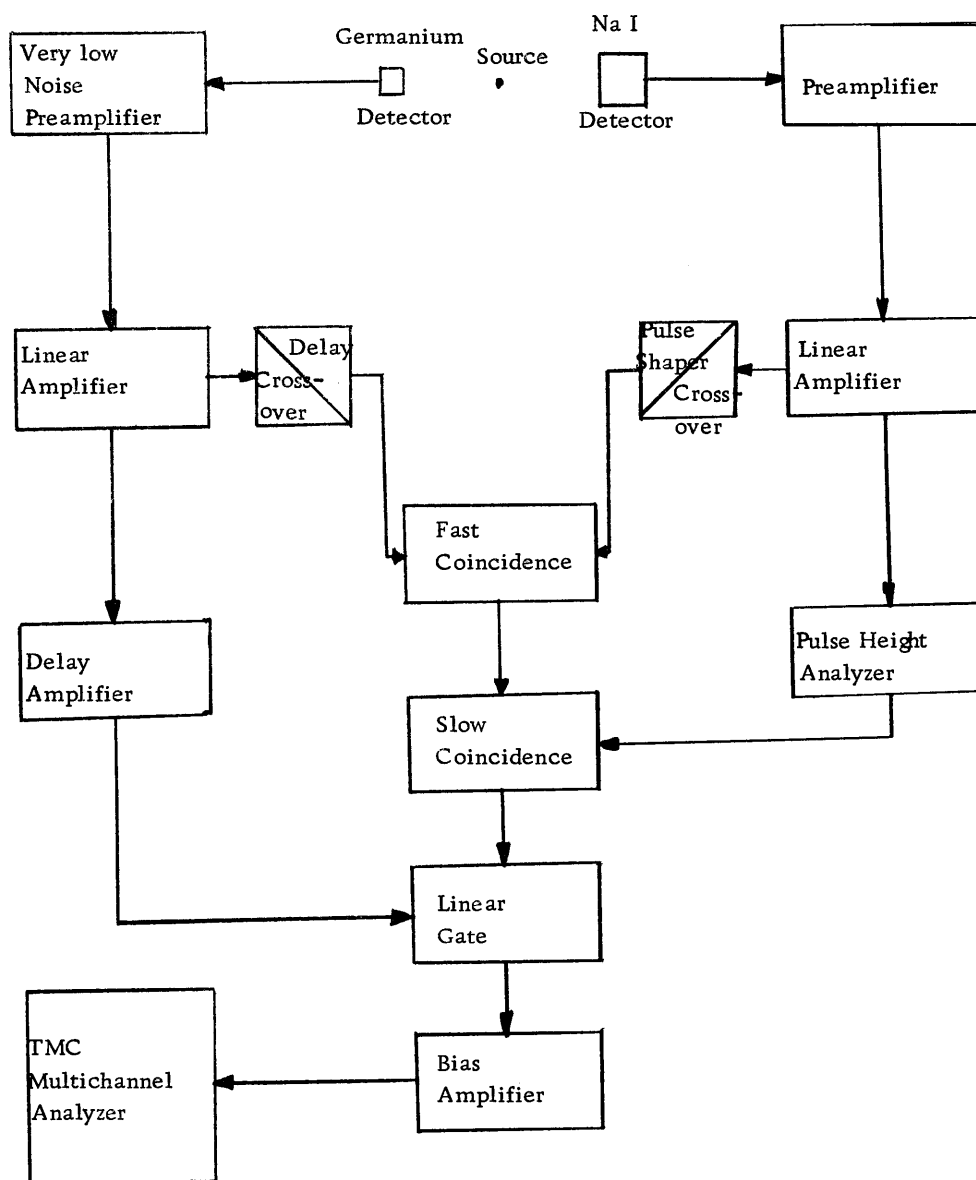 Very low
Noise
Preamplifier
Germanium
Detector
Source
Na I
Detector
Preamplifier
Linear
Amplifier
Delay
Cross-
over
Pulse
Shaper
Cross-
over
Linear
Amplifier
Fast
Coincidence
Delay
Amplifier
Pulse Height
Analyzer
Slow
Coincidence
Linear
Gate
TMC
Multichannel
Analyzer
Bias
Amplifier